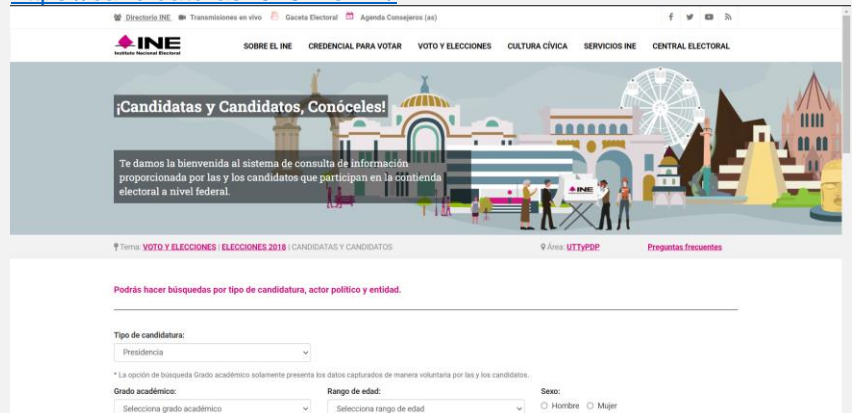 Directorio INE Transmisiones en vivo Gaceta Electoral Agenda Consejeros (as)
INE
Instituto Nacional Electoral
SOBRE EL INE CREDENCIAL PARA VOTAR VOTO Y ELECCIONES CULTURA CÍVICA SERVICIOS INE CENTRAL ELECTORAL
¡Candidatas y Candidatos, Conóceles!
Te damos la bienvenida al sistema de consulta de información
proporcionada por las y los candidatos que participan en la contienda
electoral a nivel federal.
INE
Tema: VOTO Y ELECCIONES | ELECCIONES 2018 | CANDIDATAS Y CANDIDATOS Área: UTTyPDP Preguntas frecuentes
Podrás hacer búsquedas por tipo de candidatura, actor político y entidad.
Tipo de candidatura:
Presidencia
* La opción de búsqueda Grado académico solamente presenta los datos capturados de manera voluntaria por las y los candidatos.
Grado académico: Rango de edad: Sexo:
Selecciona grado académico Selecciona rango de edad Hombre Mujer